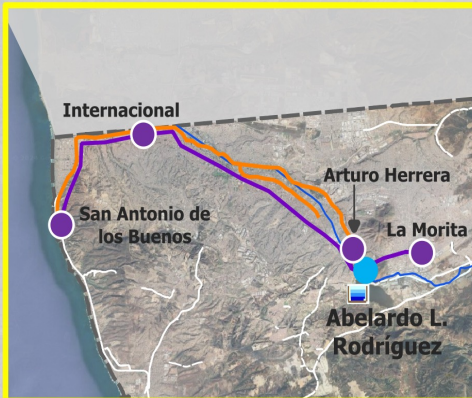 Internacional
Arturo Herrera
San Antonio de
los Buenos
La Morita
Abelardo L.
Rodríguez